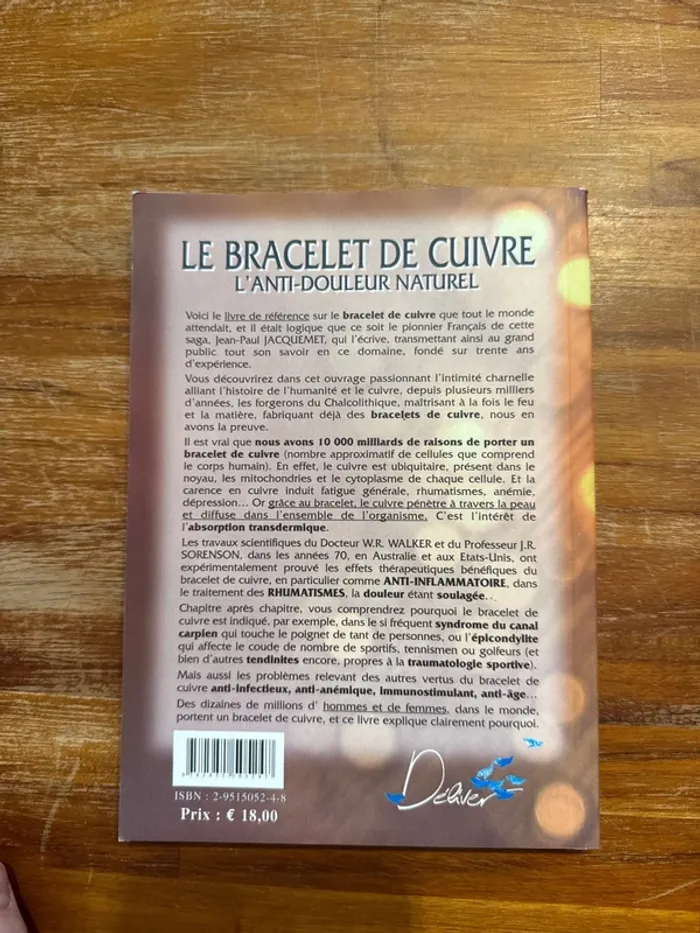 LE BRACELET DE CUIVRE
L'ANTI-DOULEUR NATUREL
Voici le livre de référence sur le bracelet de cuivre que tout le monde
attendait, et il était logique que ce soit le pionnier Français de cette
saga, Jean-Paul JACQUEMET, qui l'écrive, transmettant ainsi au grand
public tout son savoir en ce domaine, fondé sur trente ans
d'expérience.
Vous découvrirez dans cet ouvrage passionnant l'intimité charnelle
alliant l'histoire de l'humanité et le cuivre, depuis plusieurs milliers
d'années, les forgerons du Chalcolithique, maîtrisant à la fois le feu
et la matière, fabriquant déjà des bracelets de cuivre, nous en
avons la preuve.
Il est vrai que nous avons 10 000 milliards de raisons de porter un
bracelet de cuivre (nombre approximatif de cellules que comprend
le corps humain). En effet, le cuivre est ubiquitaire, présent dans le
noyau, les mitochondries et le cytoplasme de chaque cellule. Et la
carence en cuivre induit fatigue générale, rhumatismes, anémie,
dépression... Or grâce au bracelet, le cuivre pénètre à travers la peau
et diffuse dans l'ensemble de l'organisme. C'est l'intérêt de
l'absorption transdermique.
Les travaux scientifiques du Docteur W.R. WALKER et du Professeur J.R.
SORENSON, dans les années 70, en Australie et aux Etats-Unis, ont
expérimentalement prouvé les effets thérapeutiques bénéfiques du
bracelet de cuivre, en particulier comme ANTI-INFLAMMATOIRE, dans
le traitement des RHUMATISMES, la douleur étant soulagée...
Chapitre après chapitre, vous comprendrez pourquoi le bracelet de
cuivre est indiqué, par exemple, dans le si fréquent syndrome du canal
carpien qui touche le poignet de tant de personnes, ou l'épicondylite
qui affecte le coude de nombre de sportifs, tennismen ou golfeurs (et
bien d'autres tendinites encore, propres à la traumatologie sportive).
Mais aussi les problèmes relevant des autres vertus du bracelet de
cuivre anti-infectieux, anti-anémique, immunostimulant, anti-âge...
Des dizaines de millions d' hommes et de femmes, dans le monde,
portent un bracelet de cuivre, et ce livre explique clairement pourquoi.
ISBN : 2-9515052-4-8
Prix : € 18,00
Déliver